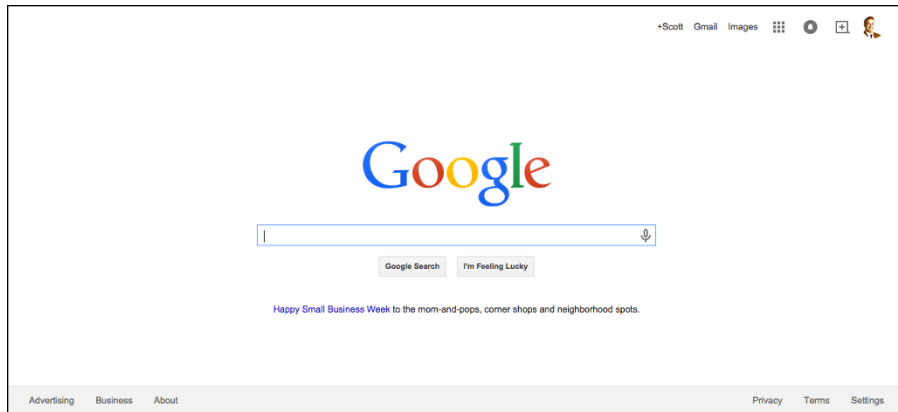 +Scott Gmail Images
Google
Google Search I'm Feeling Lucky
Happy Small Business Week to the mom-and-pops, corner shops and neighborhood spots.
Advertising Business About Privacy Terms Settings